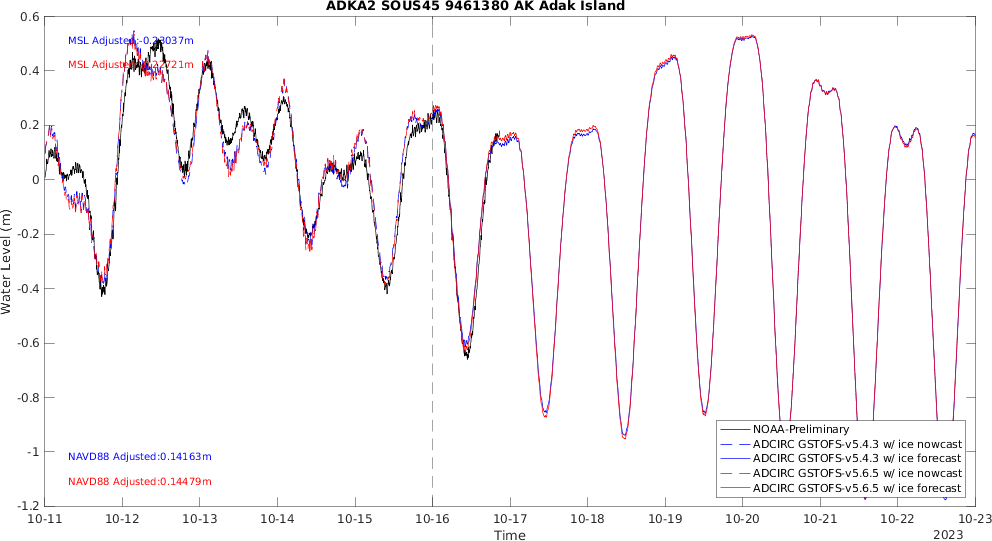 ADKA2 SOUS45 9461380 AK Adak Island
0.6
0.4
0.2
0
-0.2
-0.4
-0.6
-0.8
-1
-1.2
Water Level (m)
MSL Adjusted:-0.23037m
MSL Adjusted:-0.22721m
NAVD88 Adjusted:0.14163m
NAVD88 Adjusted:0.14479m
NOAA-Preliminary
ADCIRC GSTOFS-v5.4.3 w/ ice nowcast
ADCIRC GSTOFS-v5.4.3 w/ ice forecast
ADCIRC GSTOFS-v5.6.5 w/ ice nowcast
ADCIRC GSTOFS-v5.6.5 w/ ice forecast
10-11 10-12 10-13 10-14 10-15 10-16 10-17 10-18 10-19 10-20 10-21 10-22 10-23
Time
2023